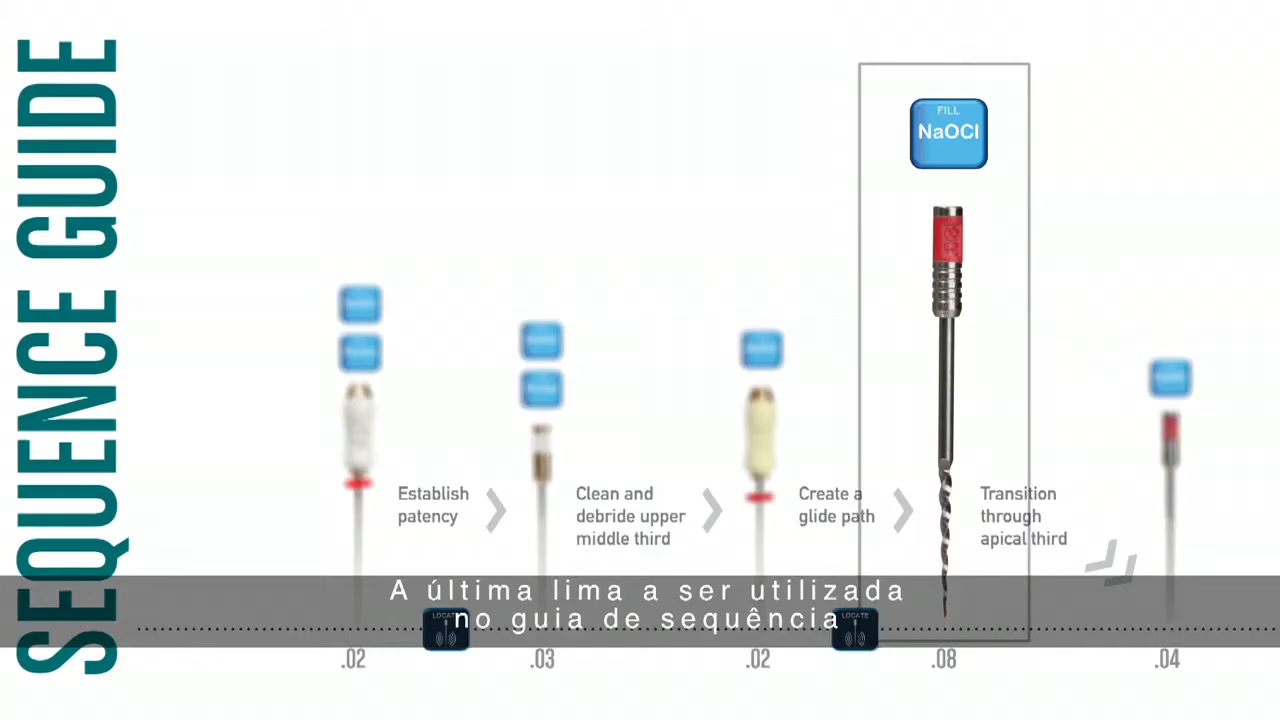 SEQUENCE GUIDE
FILL
NaOCl
Establish
patency
Clean and
debride upper
middle third
Create a
glide path
Transition
through
apical third
A última lima a ser utilizada
no guia de sequência
LOCATE
LOCATE
.02
.03
.02
.08
.04